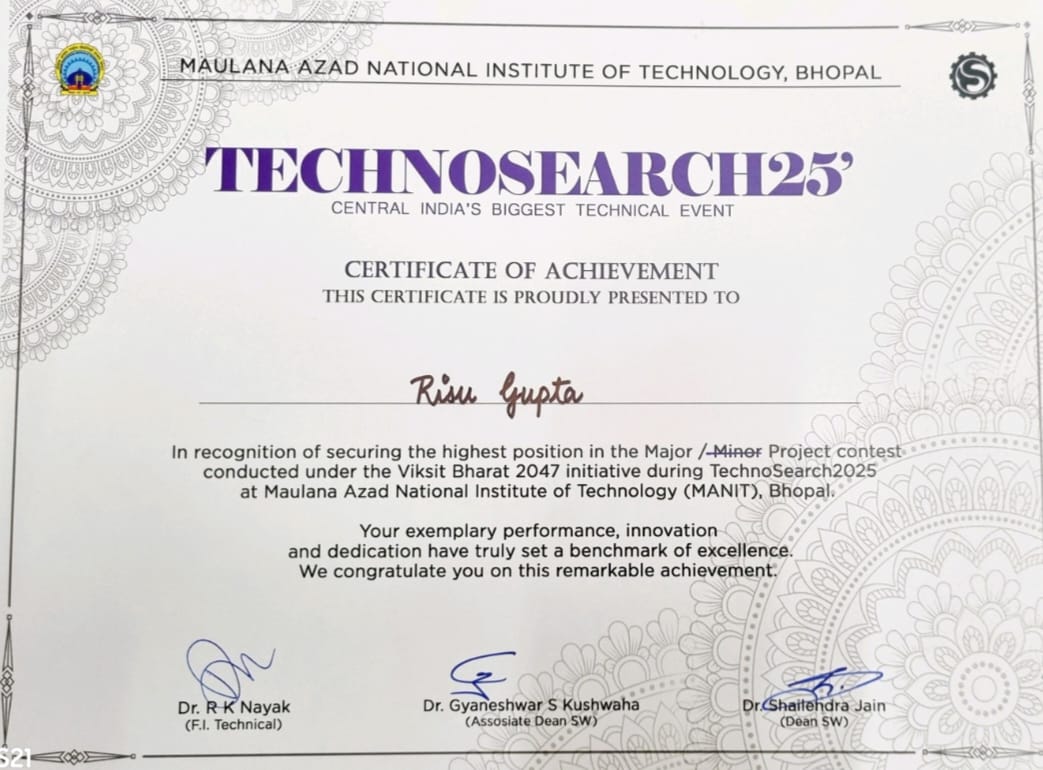 MAULANA AZAD NATIONAL INSTITUTE OF TECHNOLOGY, BHOPAL
TECHNOSEARCH25’
CENTRAL INDIA'S BIGGEST TECHNICAL EVENT
CERTIFICATE OF ACHIEVEMENT
THIS CERTIFICATE IS PROUDLY PRESENTED TO
Risu Gupta
In recognition of securing the highest position in the Major / Minor Project contest
conducted under the Viksit Bharat 2047 initiative during TechnoSearch2025
at Maulana Azad National Institute of Technology (MANIT), Bhopal.
Your exemplary performance, innovation
and dedication have truly set a benchmark of excellence.
We congratulate you on this remarkable achievement.
Dr. R K Nayak
(F.I. Technical)
Dr. Gyaneshwar S Kushwaha
(Assosiate Dean SW)
Dr. Shailendra Jain
(Dean SW)
S21